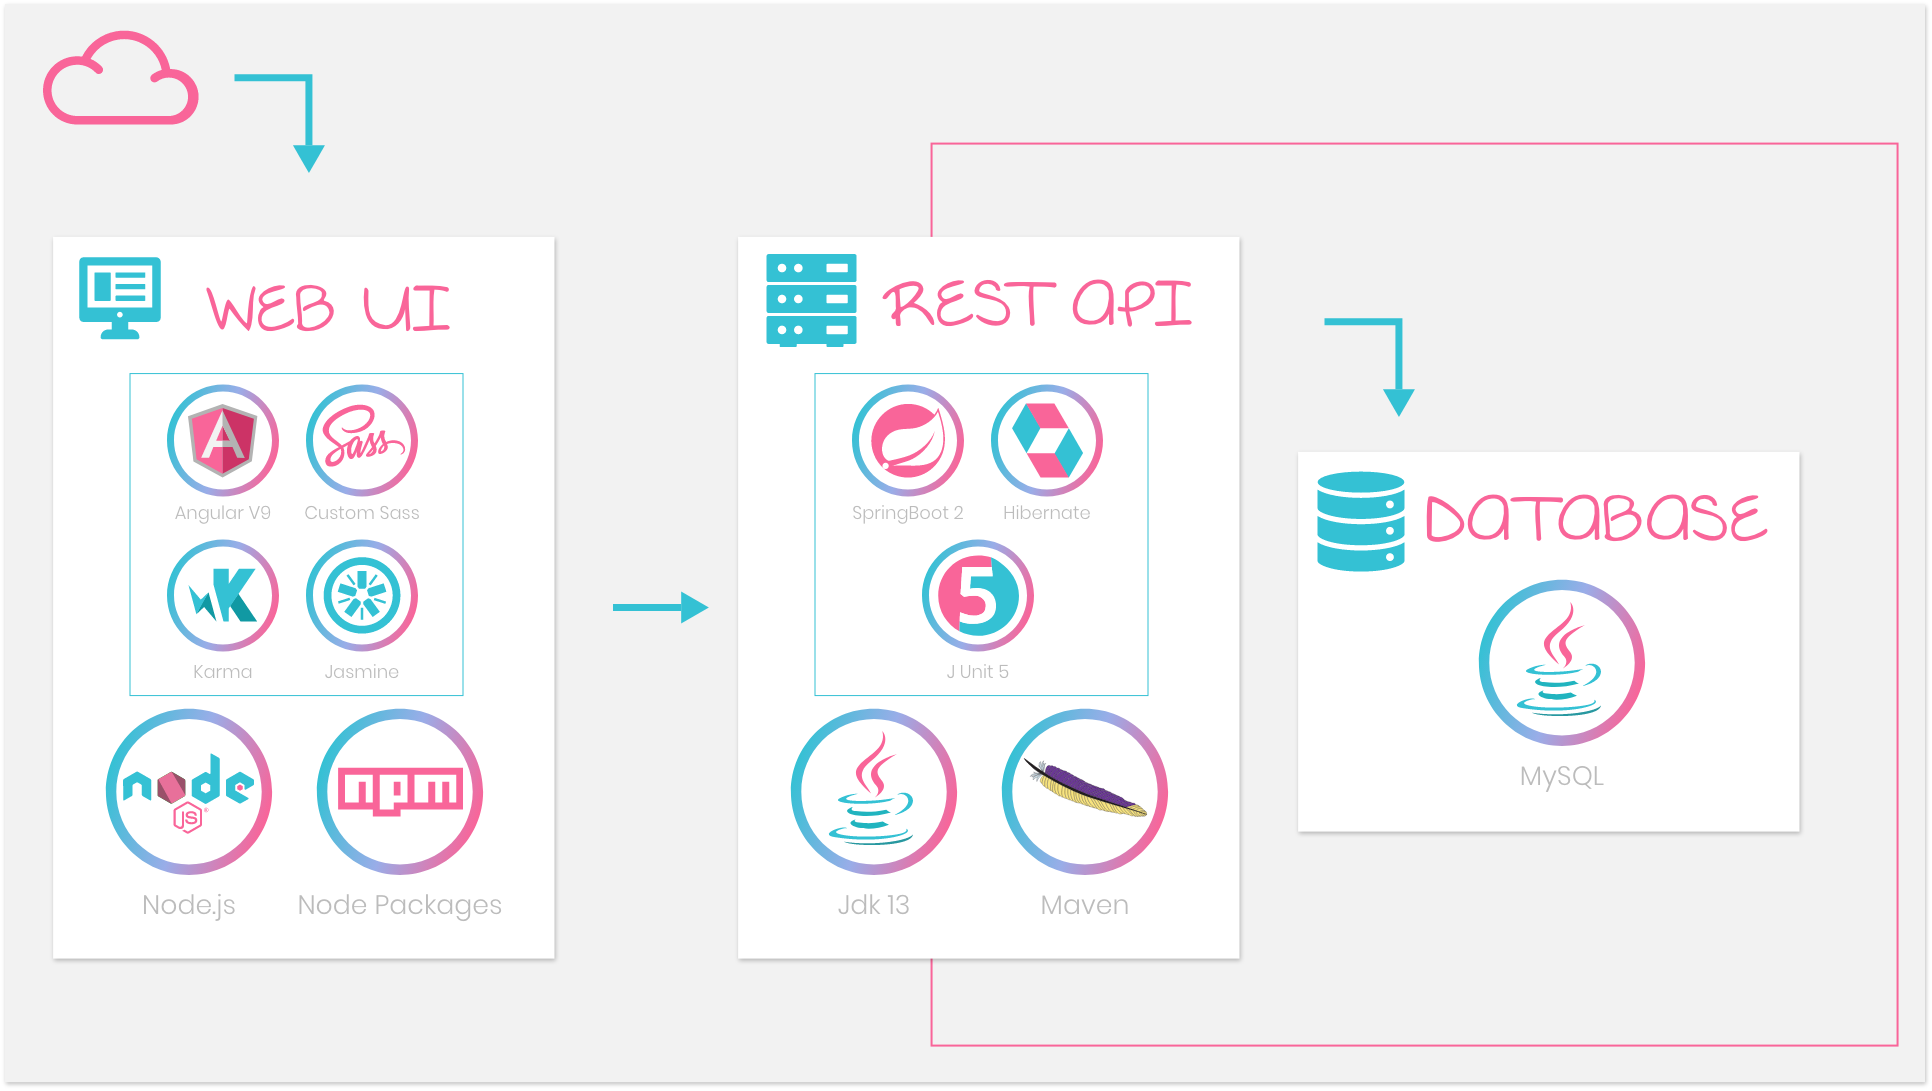 WEB UI
Sass
Angular V9
Custom Sass
K
Karma
Jasmine
node
JS
npm
Node.js
Node Packages
REST API
SpringBoot 2
Hibernate
5
J Unit 5
Jdk 13
Maven
DATABASE
MySQL